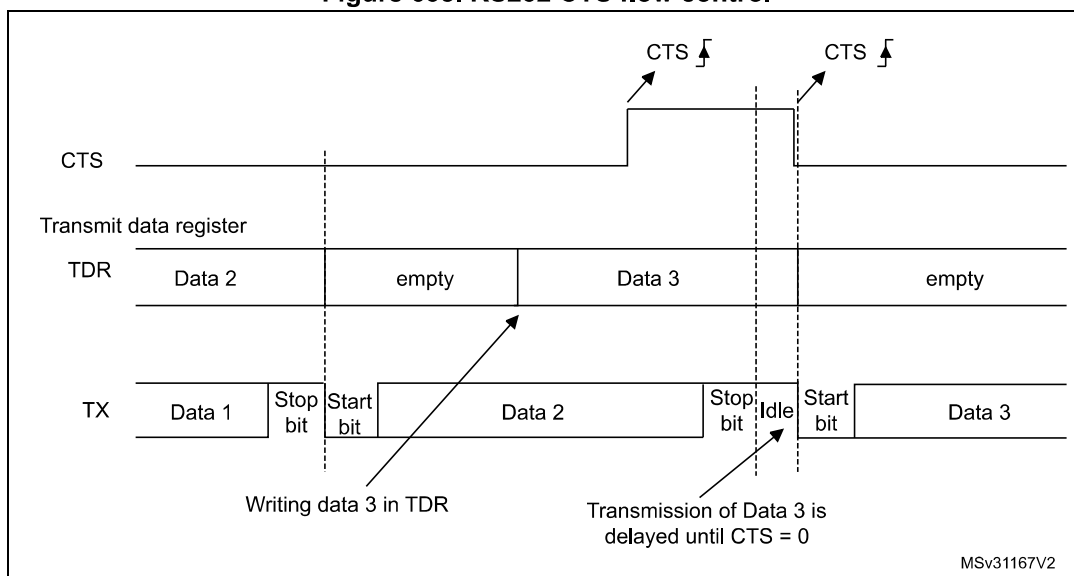 Figure RS232 CTS flow control
CTS
CTS
CTS
Transmit data register
TDR
Data 2
empty
Data 3
empty
TX
Data 1
Stop
bit
Start
bit
Data 2
Stop
bit
Idle
Start
bit
Data 3
Writing data 3 in TDR
Transmission of Data 3 is
delayed until CTS = 0
MSv31167V2